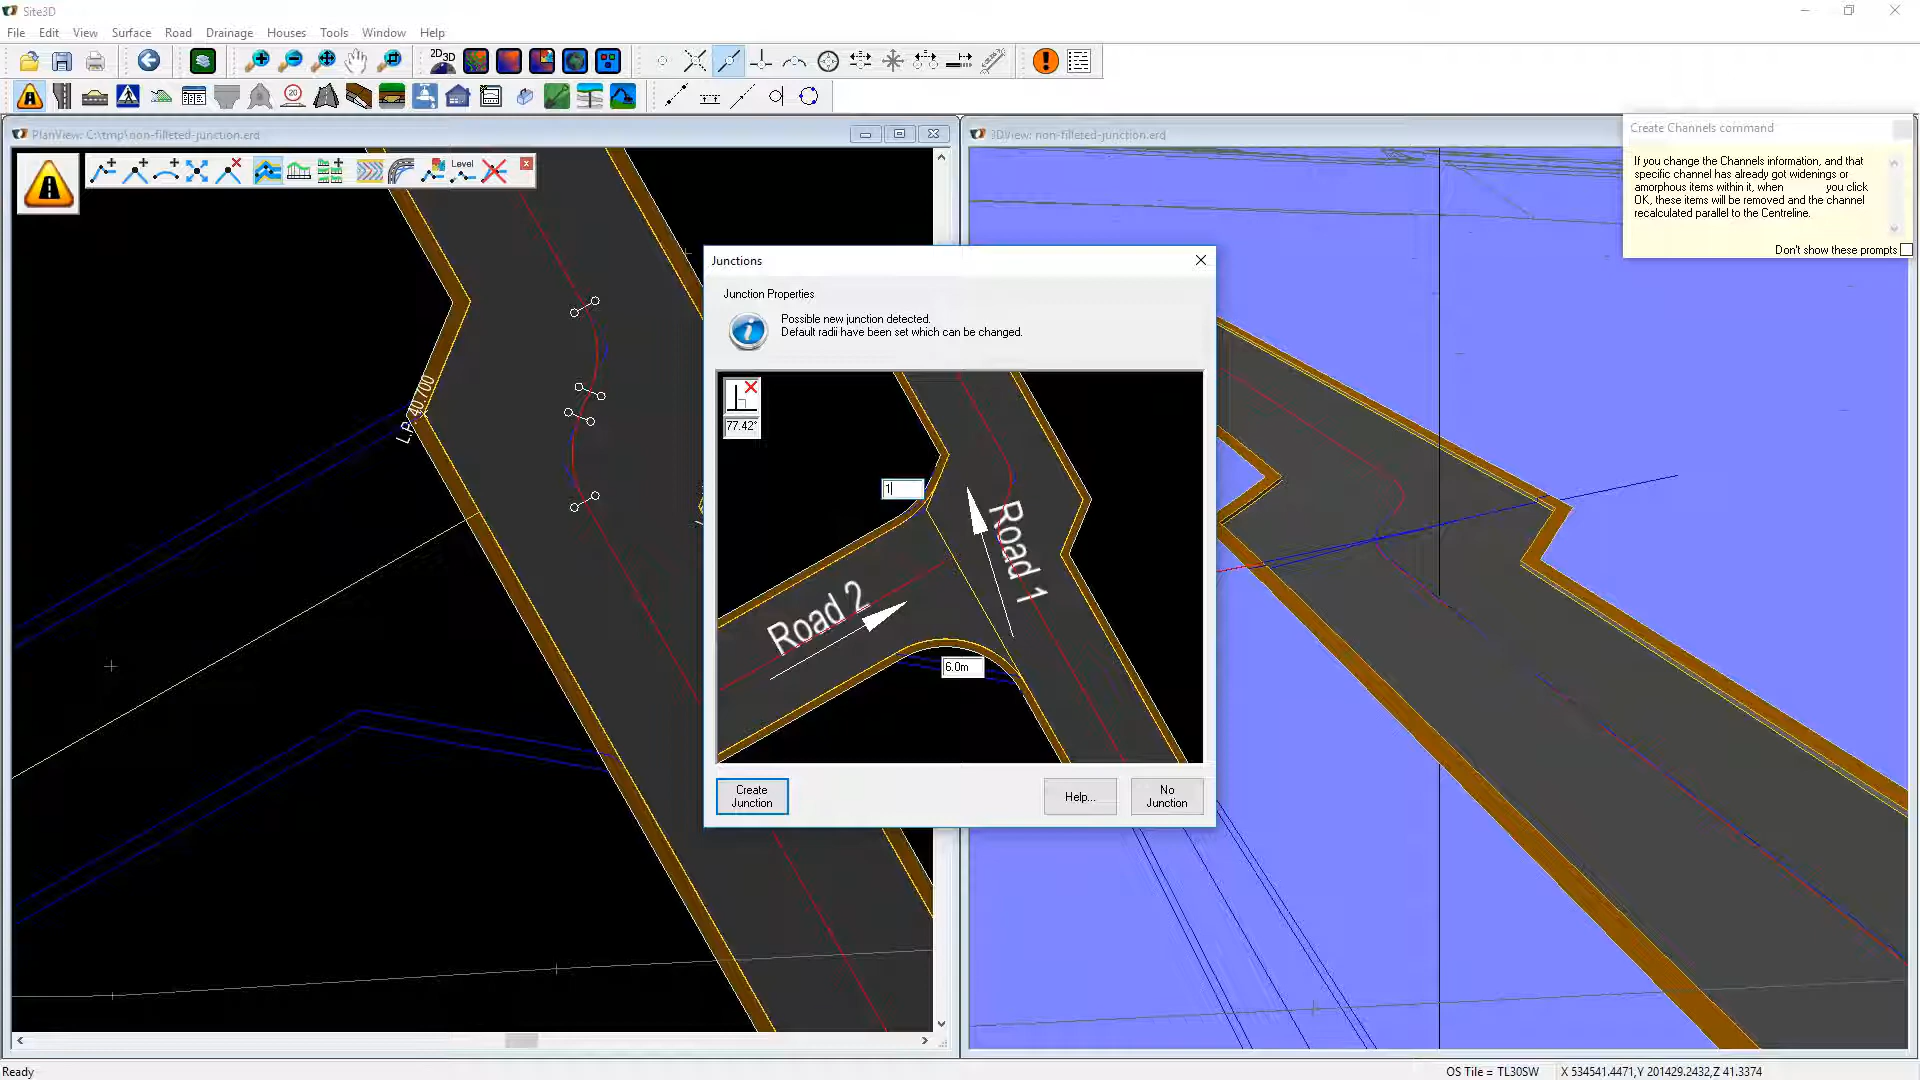 Site3D
File Edit View Surface Road Drainage Houses Tools Window Help
2D3D
20
PlanView: C:\tmp\non-filleted-junction.erd
3DView: non-filleted-junction.erd
Create Channels command
If you change the Channels information, and that
specific channel has already got widenings or
amorphous items within it, when you click
OK, these items will be removed and the channel
recalculated parallel to the Centreline.
Don't show these prompts
Level
L.P. 40.700
Junctions
Junction Properties
Possible new junction detected.
Default radii have been set which can be changed.
77.42°
1
Road 1
Road 2
6.0m
Create
Junction
Help...
No
Junction
Ready
OS Tile = TL30SW X 534541.4471,Y 201429.2432,Z 41.3374